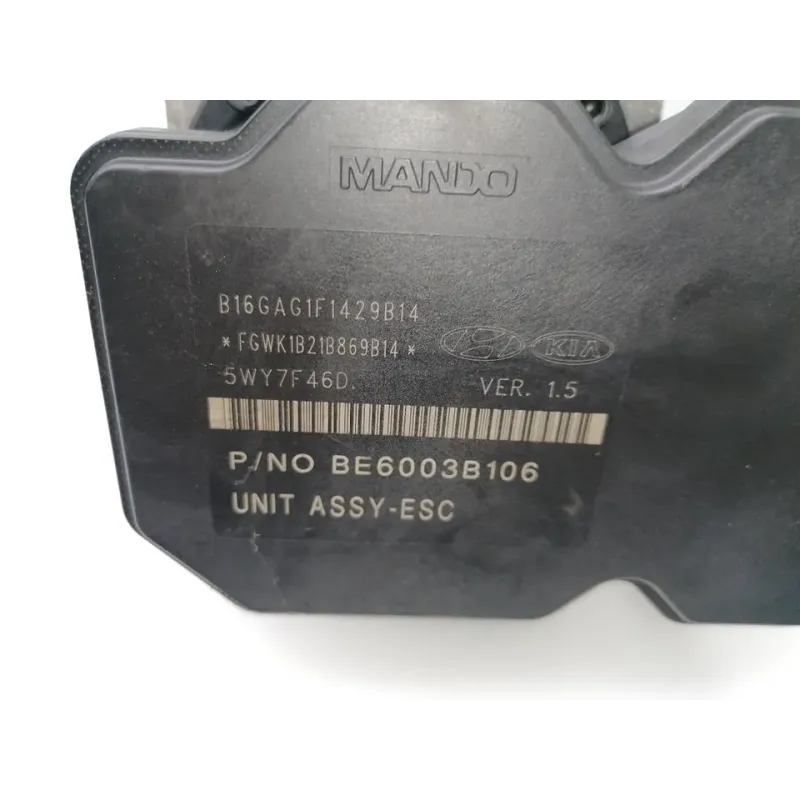 MANDO
B16GAG1F1429B14
*FGWK1B21B869B14*
KIA
5WY7F46D.
VER. 1.5
P/NO BE6003B106
UNIT ASSY-ESC